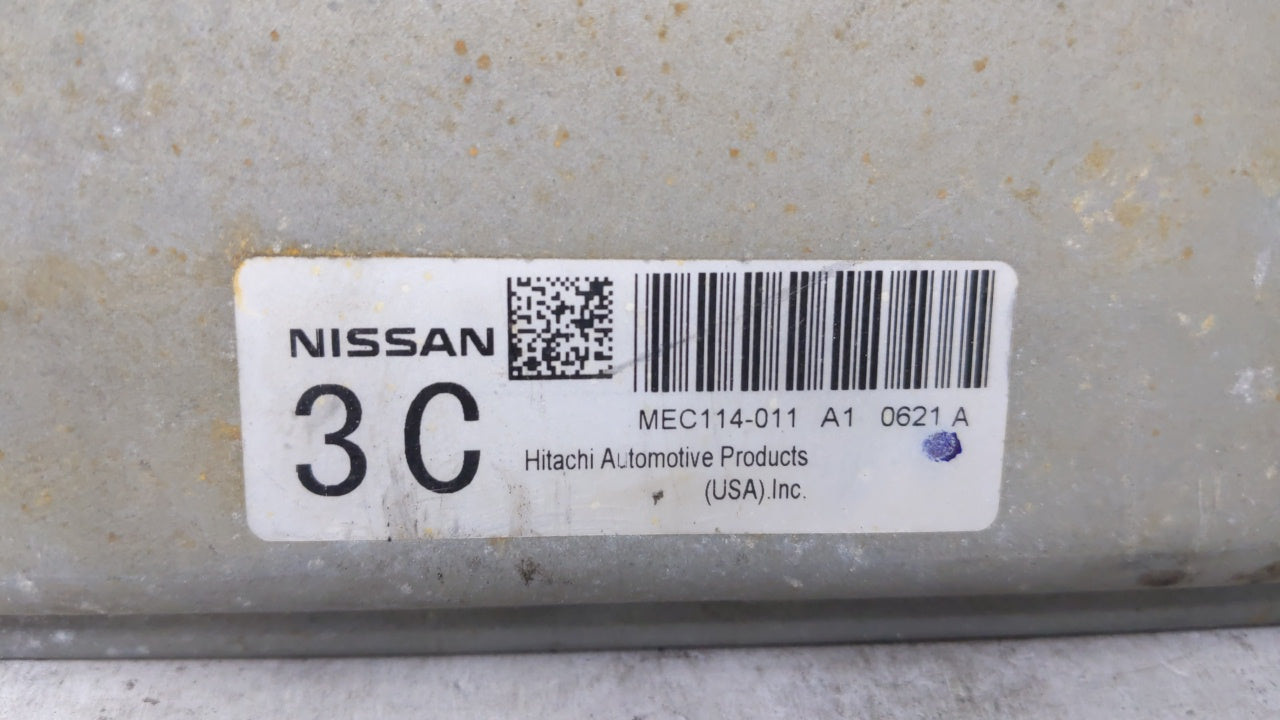 NISSAN
3C
MEC114-011 A1 0621 A
Hitachi Automotive Products
(USA).Inc.